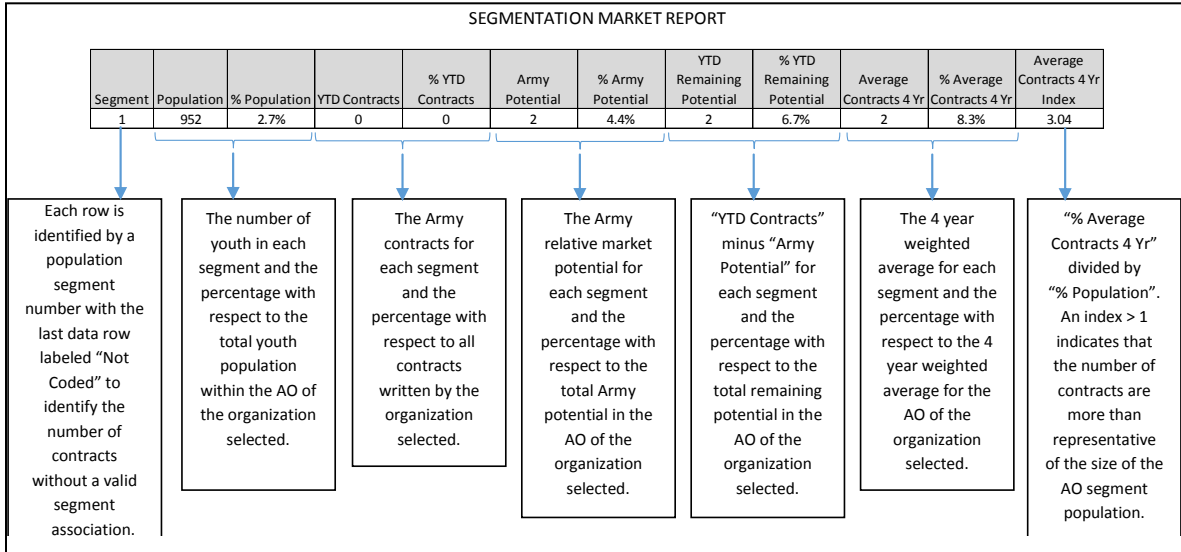 SEGMENTATION MARKET REPORT
Segment
Population
% Population
YTD Contracts
% YTD
Contracts
Army
Potential
% Army
Potential
YTD
Remaining
Potential
% YTD
Remaining
Potential
Average
Contracts 4 Yr
% Average
Contracts 4 Yr
Average
Contracts 4 Yr
Index
1 952 2.7% 0 0 2 4.4% 2 6.7% 2 8.3% 3.04
Each row is
identified by a
population
segment
number with the
last data row
labeled “Not
Coded” to
identify the
number of
contracts
without a valid
segment
association.
The number of
youth in each
segment and the
percentage with
respect to the
total youth
population
within the AO of
the organization
selected.
The Army
contracts for
each segment
and the
percentage with
respect to all
contracts
written by the
organization
selected.
The Army
relative market
potential for
each segment
and the
percentage with
respect to the
total Army
potential in the
AO of the
organization
selected.
“YTD Contracts”
minus “Army
Potential” for
each segment
and the
percentage with
respect to the
total remaining
potential in the
AO of the
organization
selected.
The 4 year
weighted
average for each
segment and the
percentage with
respect to the 4
year weighted
average for the
AO of the
organization
selected.
“% Average
Contracts 4 Yr”
divided by
“% Population”.
An index > 1
indicates that
the number of
contracts are
more than
representative
of the size of the
AO segment
population.